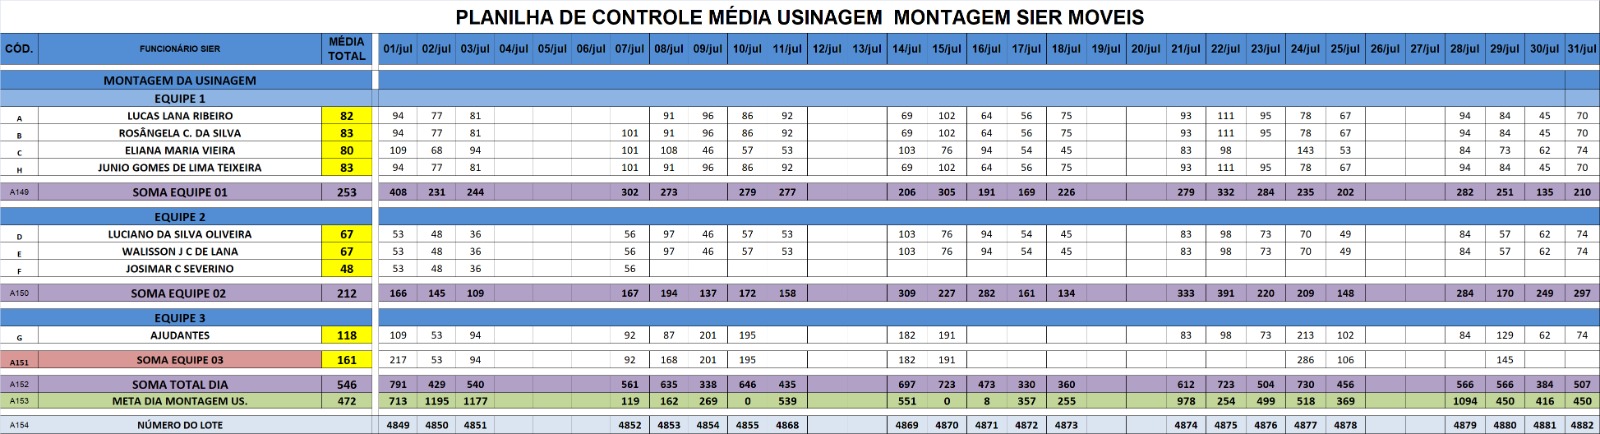 PLANILHA DE CONTROLE MÉDIA USINAGEM MONTAGEM SIER MOVEIS
CÓD. FUNCIONÁRIO SIER MÉDIA TOTAL 01/jul 02/jul 03/jul 04/jul 05/jul 06/jul 07/jul 08/jul 09/jul 10/jul 11/jul 12/jul 13/jul 14/jul 15/jul 16/jul 17/jul 18/jul 19/jul 20/jul 21/jul 22/jul 23/jul 24/jul 25/jul 26/jul 27/jul 28/jul 29/jul 30/jul 31/jul
MONTAGEM DA USINAGEM
EQUIPE 1
A LUCAS LANA RIBEIRO 82 94 77 81 91 96 86 92 69 102 64 56 75 93 111 95 78 67 94 84 45 70
B ROSÂNGELA C. DA SILVA 83 94 77 81 101 91 96 86 92 69 102 64 56 75 93 111 95 78 67 94 84 45 70
C ELIANA MARIA VIEIRA 80 109 68 94 101 108 46 57 53 103 76 94 54 45 83 98 143 53 84 73 62 74
H JUNIO GOMES DE LIMA TEIXEIRA 83 94 77 81 101 91 96 86 92 69 102 64 56 75 93 111 95 78 67 94 84 45 70
A149 SOMA EQUIPE 01 253 408 231 244 302 273 279 277 206 305 191 169 226 279 332 284 235 202 282 251 135 210
EQUIPE 2
D LUCIANO DA SILVA OLIVEIRA 67 53 48 36 56 97 46 57 53 103 76 94 54 45 83 98 73 70 49 84 57 62 74
E WALISSON J C DE LANA 67 53 48 36 56 97 46 57 53 103 76 94 54 45 83 98 73 70 49 84 57 62 74
F JOSIMAR C SEVERINO 48 53 48 36 56
A150 SOMA EQUIPE 02 212 166 145 109 167 194 137 172 158 309 227 282 161 134 333 391 220 209 148 284 170 249 297
EQUIPE 3
G AJUDANTES 118 109 53 94 92 87 201 195 182 191 83 98 73 213 102 84 129 62 74
A151 SOMA EQUIPE 03 161 217 53 94 92 168 201 195 182 191 286 106 145
A152 SOMA TOTAL DIA 546 791 429 540 561 635 338 646 435 697 723 473 330 360 612 723 504 730 456 566 566 384 507
A153 META DIA MONTAGEM US. 472 713 1195 1177 119 162 269 0 539 551 0 8 357 255 978 254 499 518 369 1094 450 416 450
A154 NÚMERO DO LOTE 4849 4850 4851 4852 4853 4854 4855 4868 4869 4870 4871 4872 4873 4874 4875 4876 4877 4878 4879 4880 4881 4882